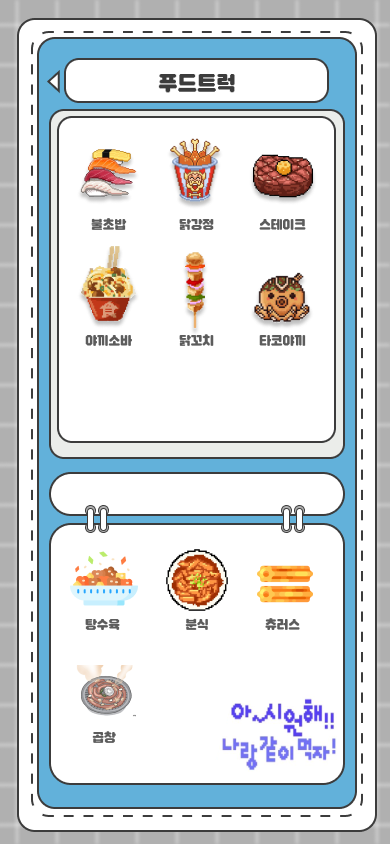 푸드트럭
불초밥 닭강정 스테이크
食
야끼소바 닭꼬치 타코야끼
탕수육 분식 츄러스
곱창
아~시원해!!
나랑같이먹자!